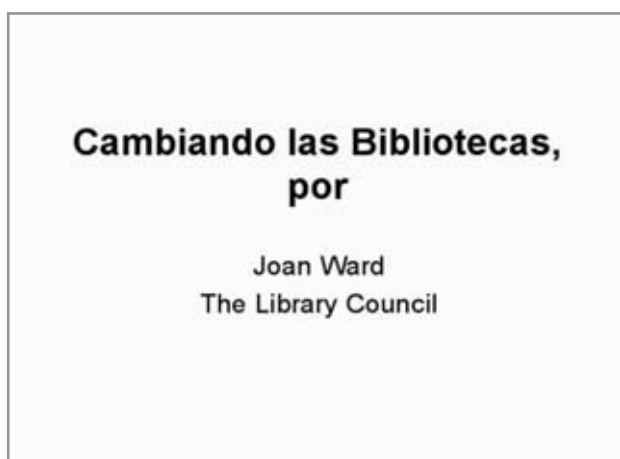 Cambiando las Bibliotecas,
por
Joan Ward
The Library Council